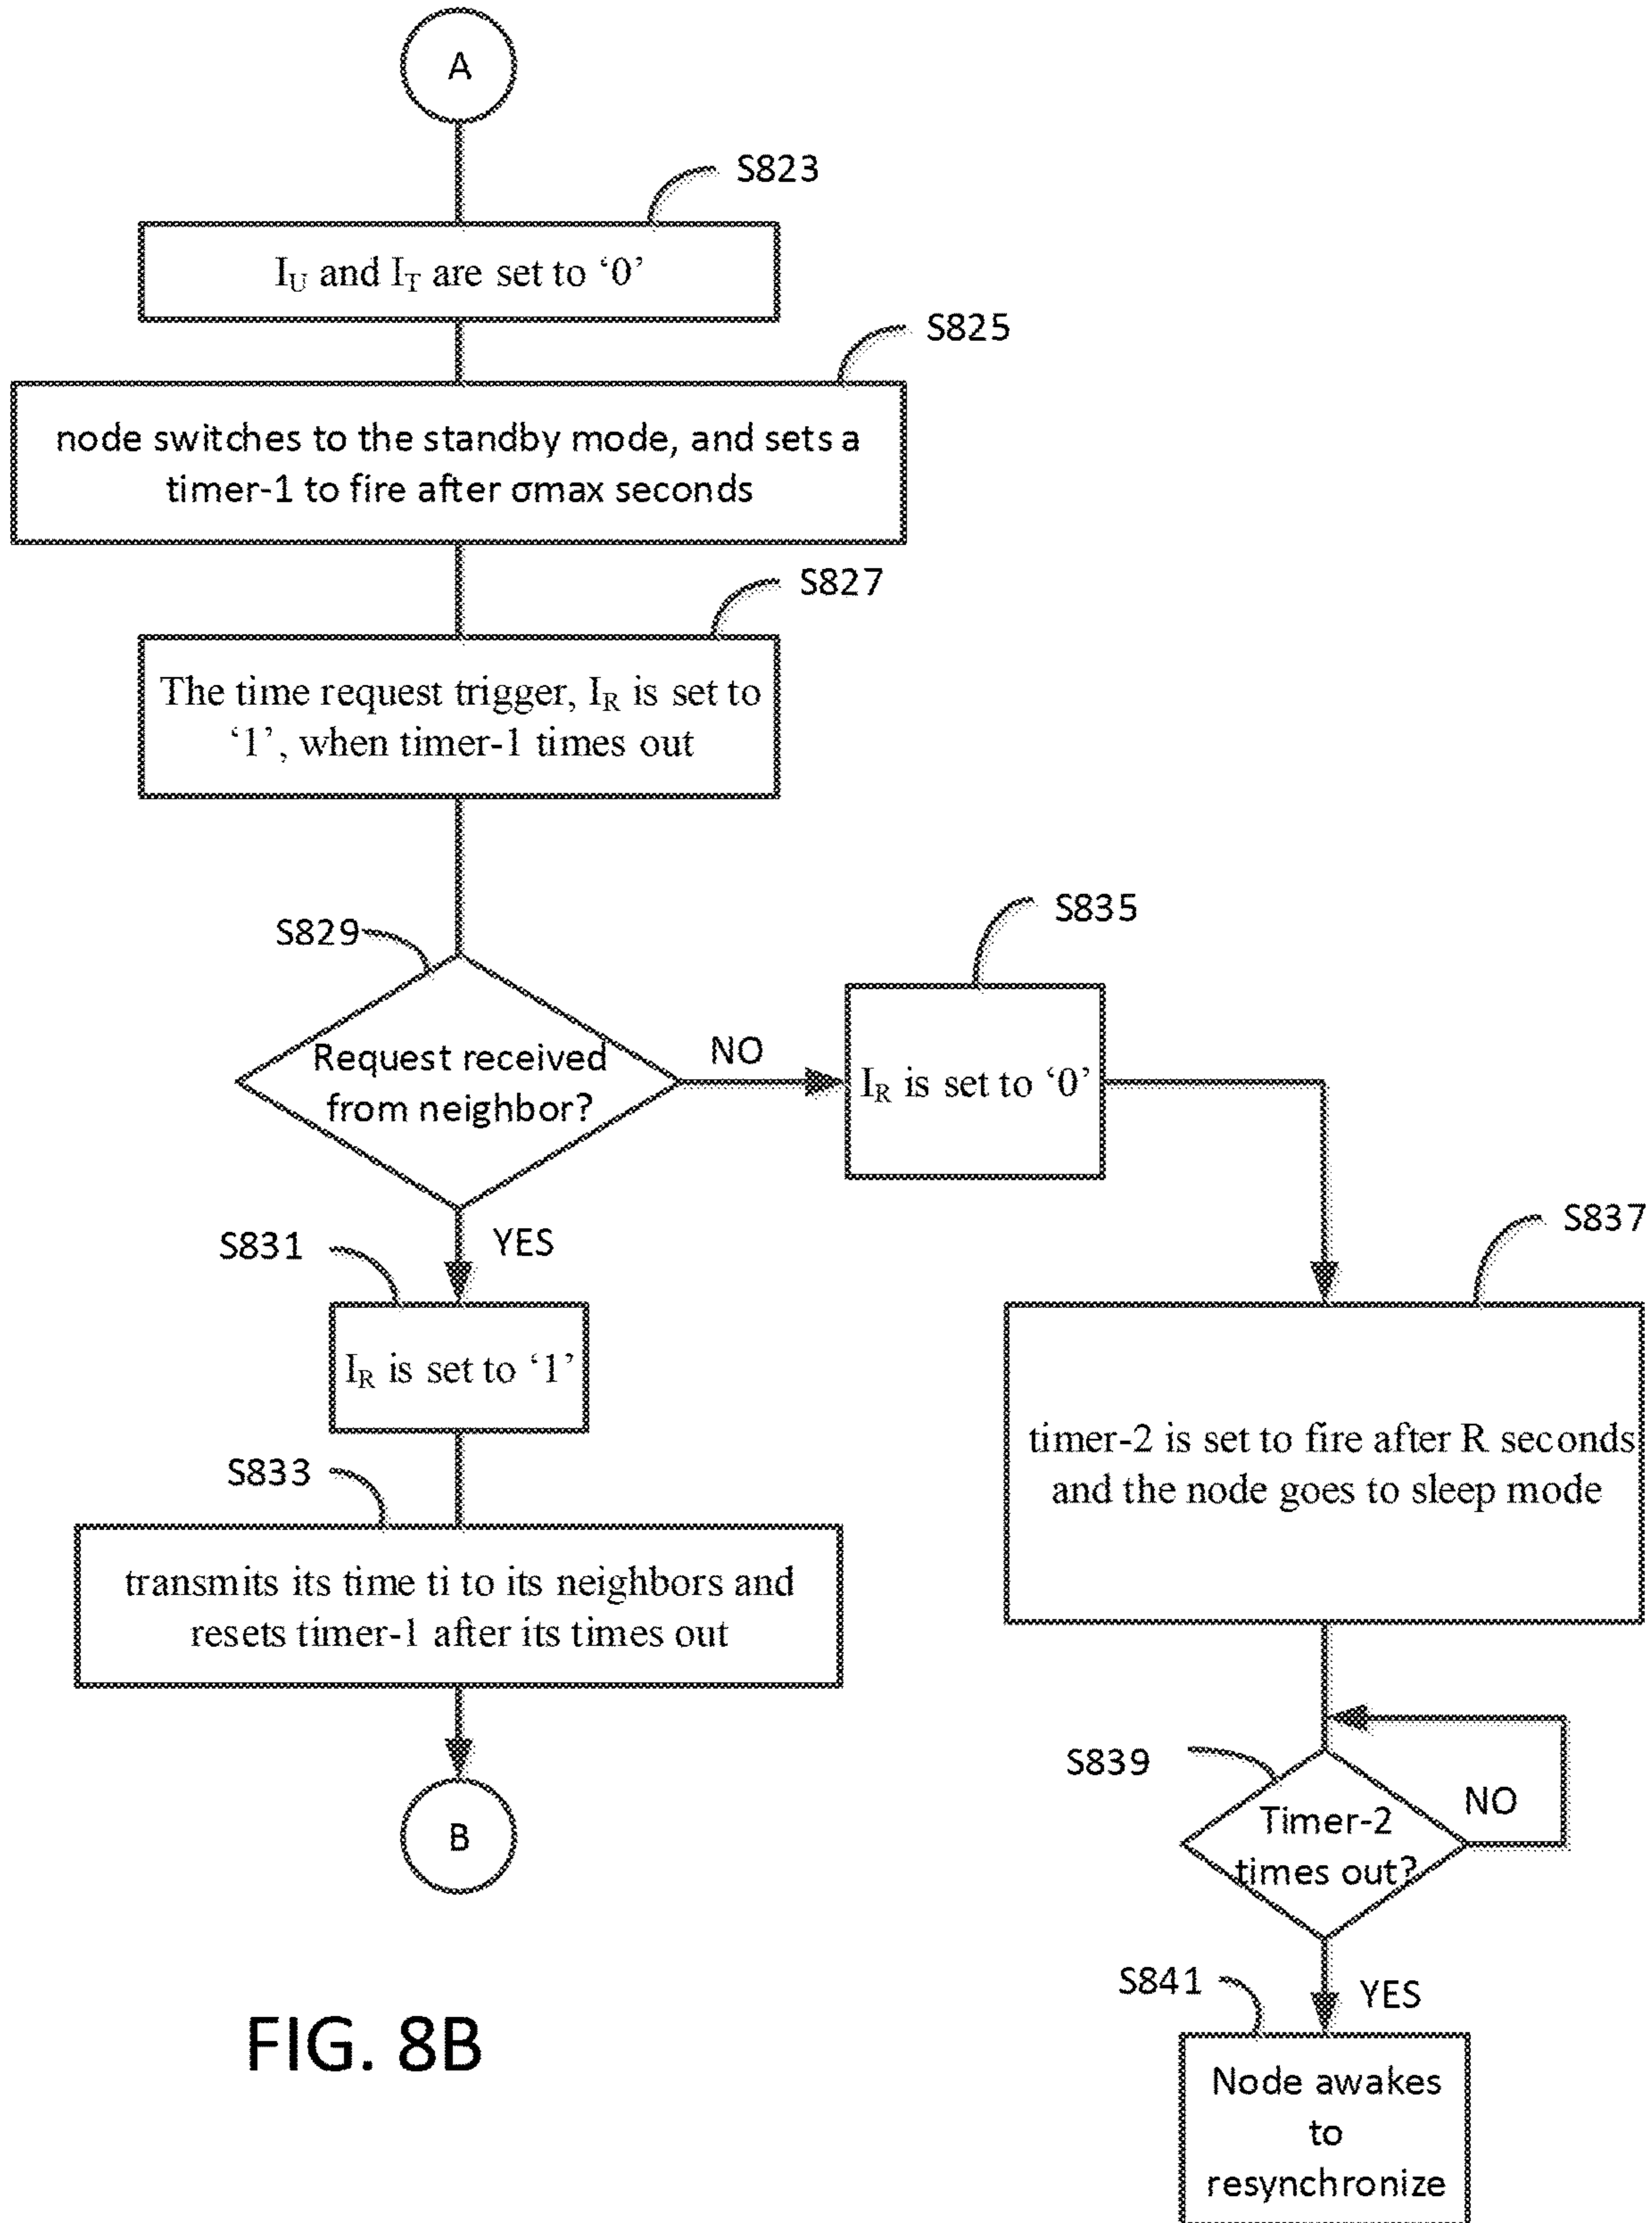 A
S823
I_U and I_T are set to ‘0’
S825
node switches to the standby mode, and sets a
timer-1 to fire after σmax seconds
S827
The time request trigger, I_R is set to
‘1’, when timer-1 times out
S829
Request received
from neighbor?
NO
S835
I_R is set to ‘0’
YES
S831
I_R is set to ‘1’
S833
transmits its time ti to its neighbors and
resets timer-1 after its times out
B
S837
timer-2 is set to fire after R seconds
and the node goes to sleep mode
S839
Timer-2
times out?
NO
YES
S841
Node awakes
to
resynchronize
FIG. 8B